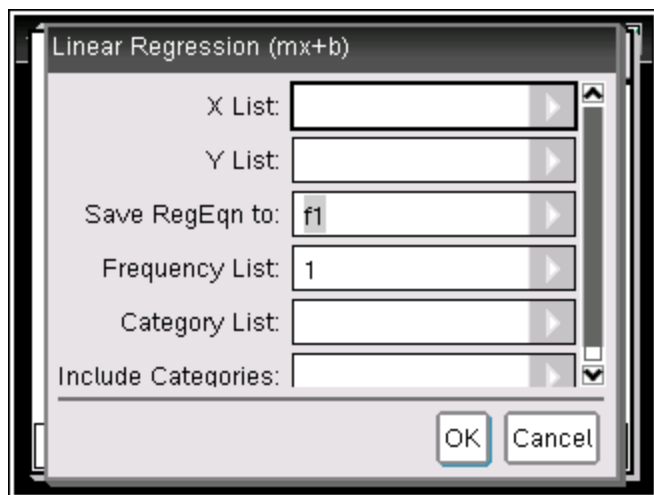 Linear Regression (mx+b)
X List:
Y List:
Save RegEqn to: f1
Frequency List: 1
Category List:
Include Categories:
OK Cancel